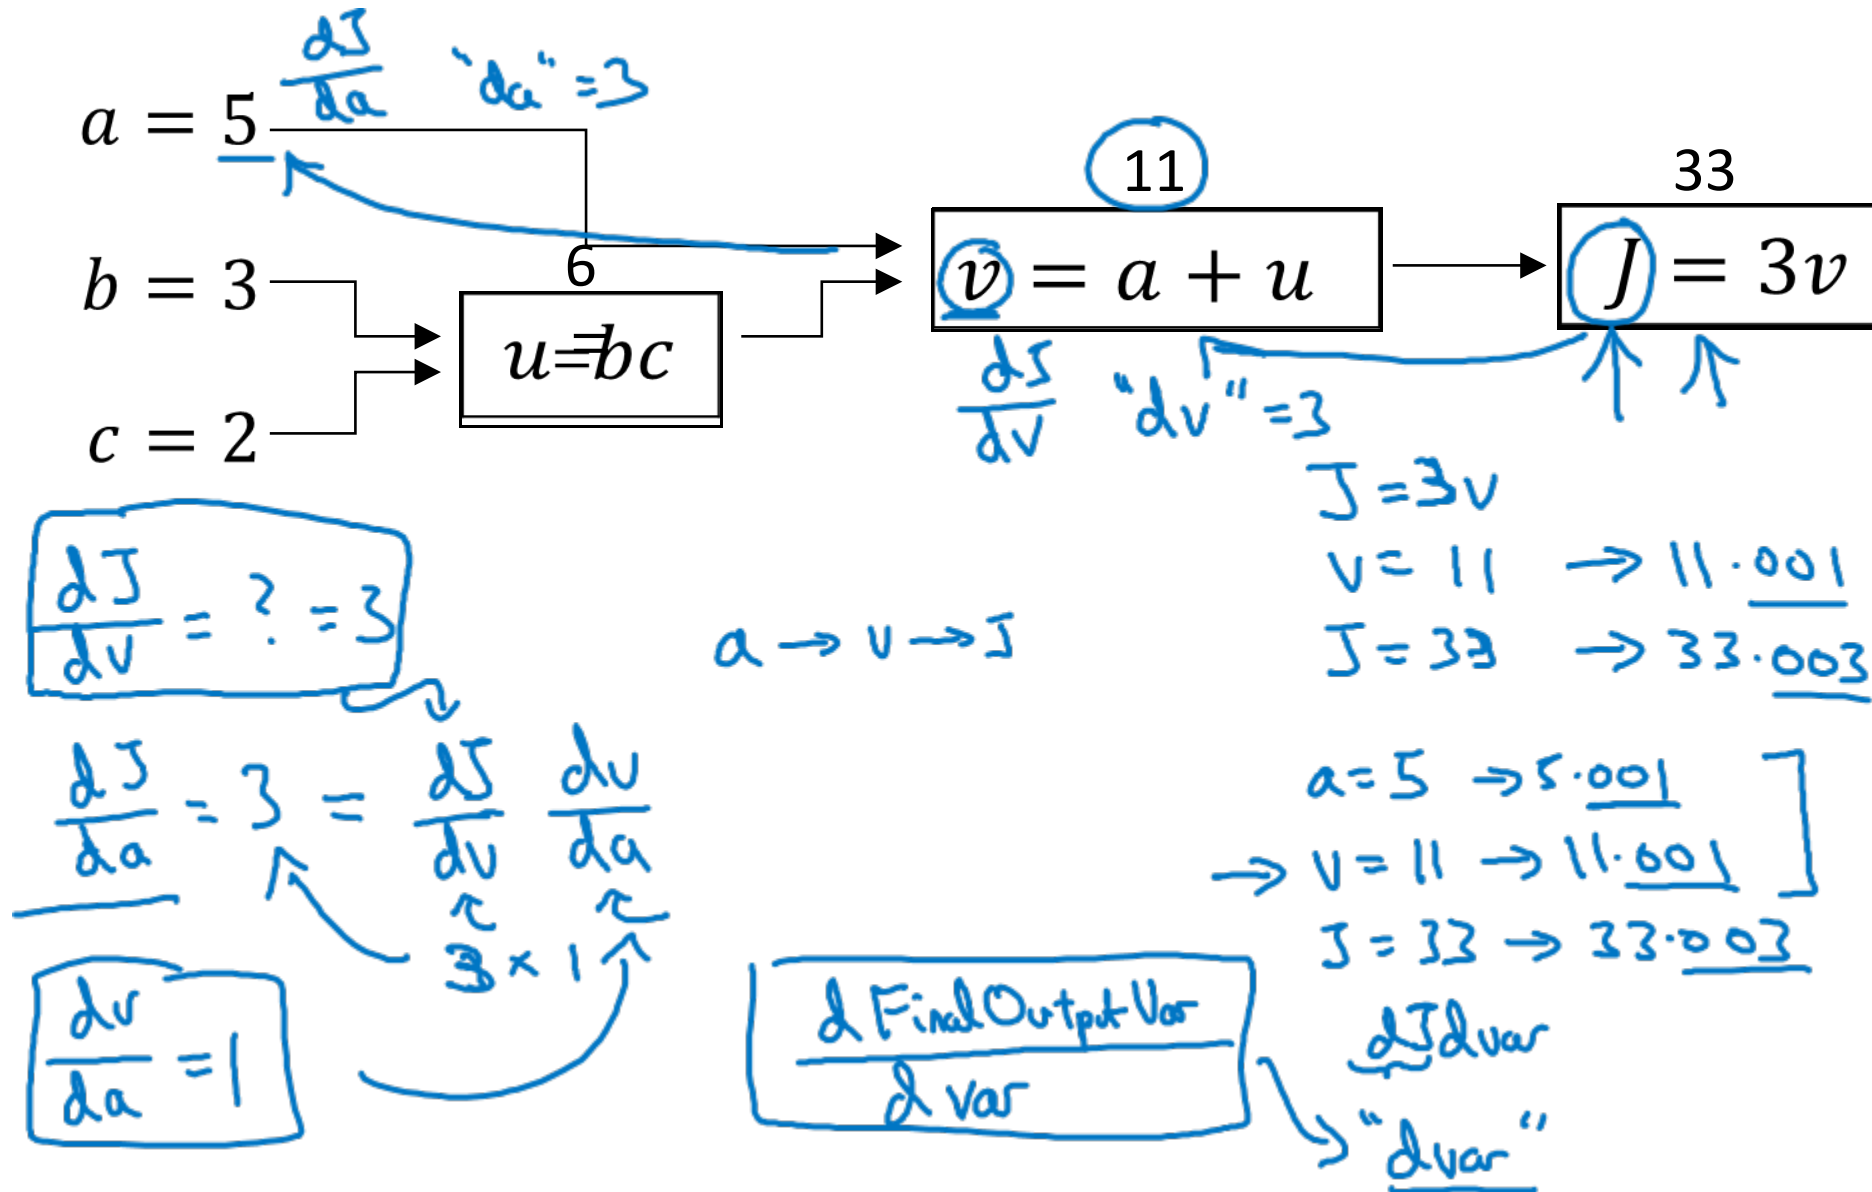 dJ/da "da" = 3
a = 5
11
33
b = 3
6
v = a + u
J = 3v
u = bc
c = 2
dJ/dv "dv" = 3
J = 3v
v = 11 → 11.001
J = 33 → 33.003
dJ/dv = ? = 3
a → v → J
dJ/da = 3 = dJ/dv dv/da
3 × 1
a = 5 → 5.001
→ v = 11 → 11.001
J = 33 → 33.003
dv/da = 1
d FinalOutputVar / d var
dJdvar
"dvar"